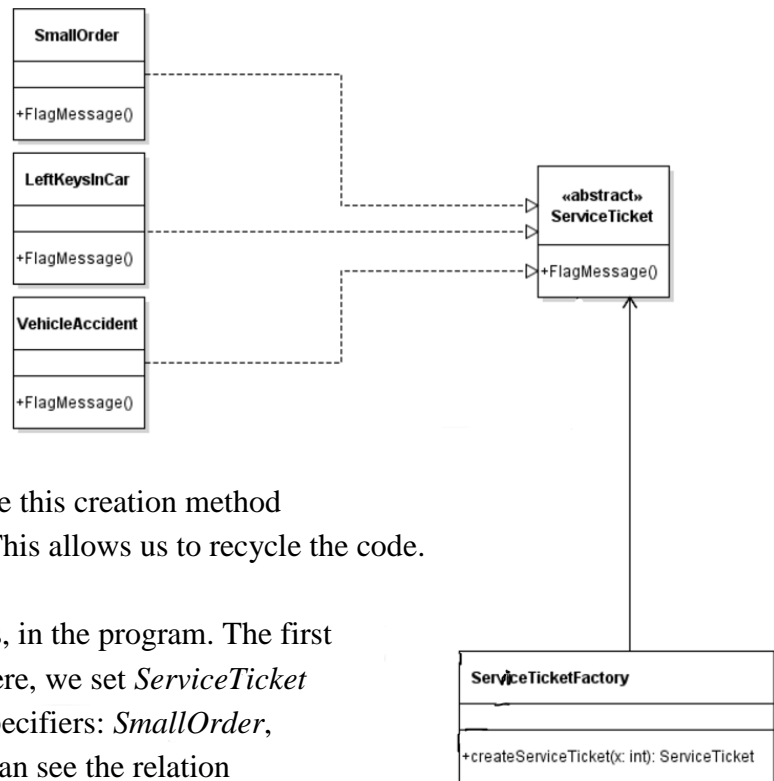 SmallOrder
+FlagMessage()
LeftKeysInCar
+FlagMessage()
VehicleAccident
+FlagMessage()
«abstract»
ServiceTicket
+FlagMessage()
e this creation method
This allows us to recycle the code.
s, in the program. The first
ere, we set ServiceTicket
pecifiers: SmallOrder,
an see the relation
ServiceTicketFactory
+createServiceTicket(x: int): ServiceTicket